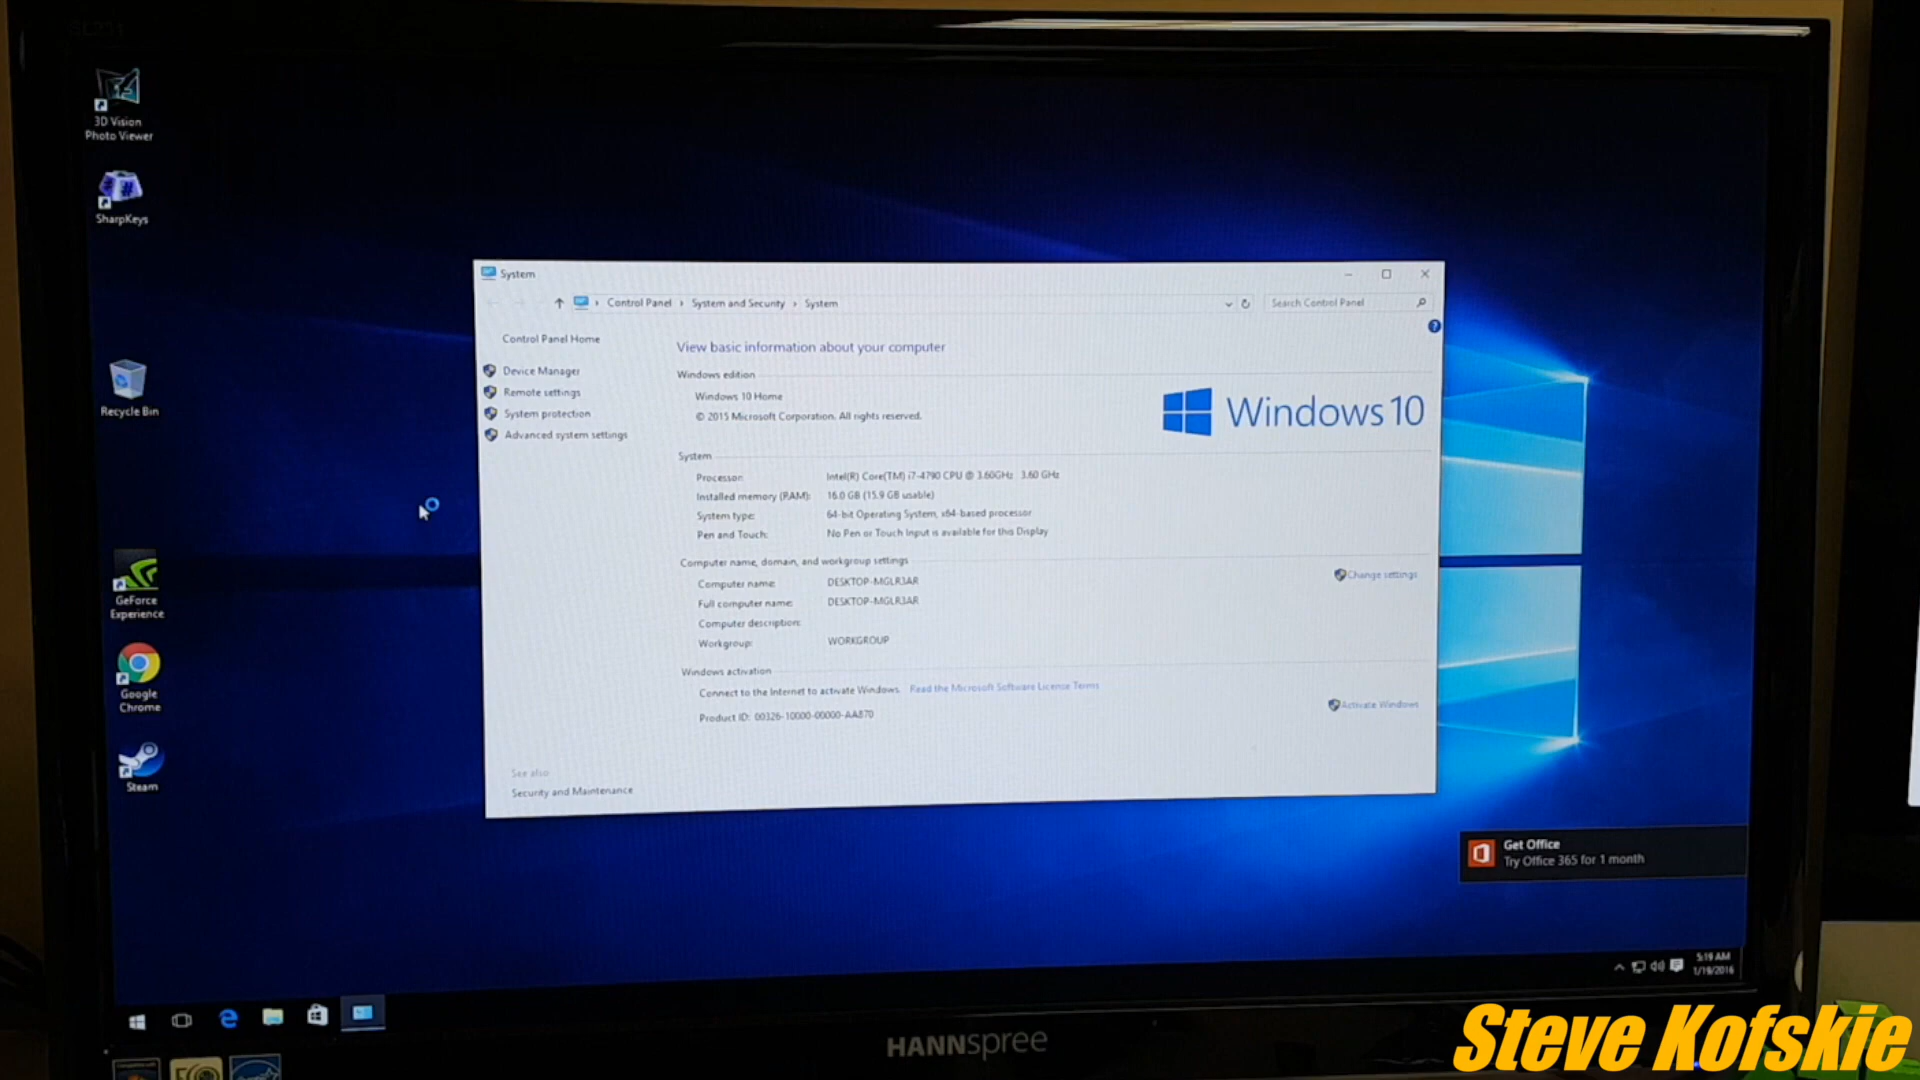 3D Vision
Photo Viewer
SharpKeys
Recycle Bin
GeForce
Experience
Google
Chrome
Steam
System
Control Panel › System and Security › System
Search Control Panel
Control Panel Home
Device Manager
Remote settings
System protection
Advanced system settings
See also
Security and Maintenance
View basic information about your computer
Windows edition
Windows 10 Home
© 2015 Microsoft Corporation. All rights reserved.
Windows 10
System
Processor: Intel(R) Core(TM) i7-4790 CPU @ 3.60GHz 3.60 GHz
Installed memory (RAM): 16.0 GB (15.9 GB usable)
System type: 64-bit Operating System, x64-based processor
Pen and Touch: No Pen or Touch Input is available for this Display
Computer name, domain, and workgroup settings
Computer name: DESKTOP-MGLR3AR
Change settings
Full computer name: DESKTOP-MGLR3AR
Computer description:
Workgroup: WORKGROUP
Windows activation
Connect to the Internet to activate Windows. Read the Microsoft Software License Terms
Product ID: 00326-10000-00000-AA870
Activate Windows
Get Office
Try Office 365 for 1 month
5:19 AM
1/19/2016
HANNspree
Steve Kofskie